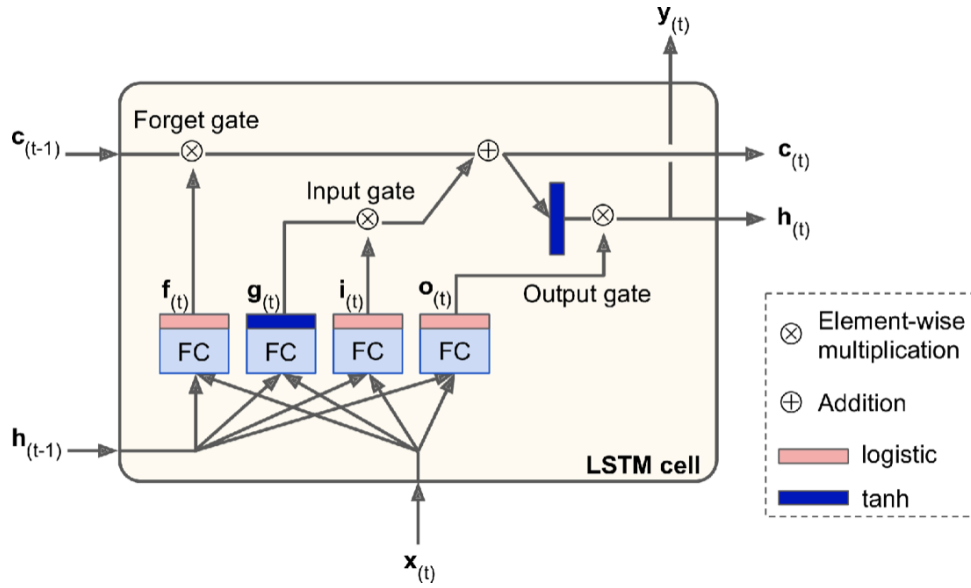 y(t)
Forget gate
c(t-1)
c(t)
Input gate
h(t)
f(t)
g(t)
i(t)
o(t)
Output gate
FC
FC
FC
FC
h(t-1)
LSTM cell
x(t)
Element-wise
multiplication
Addition
logistic
tanh